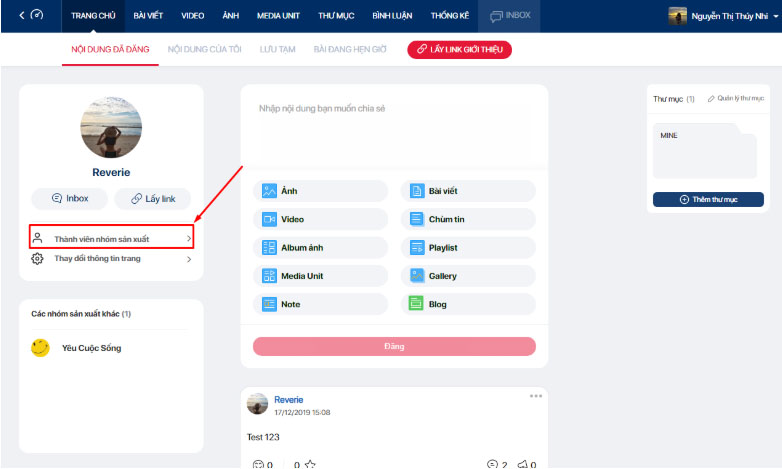 TRANG CHỦ BÀI VIẾT VIDEO ẢNH MEDIA UNIT THƯ MỤC BÌNH LUẬN THỐNG KÊ INBOX Nguyễn Thị Thúy Nhi
NỘI DUNG ĐÃ ĐĂNG NỘI DUNG CỦA TÔI LƯU TẠM BÀI ĐANG HẸN GIỜ LẤY LINK GIỚI THIỆU
Reverie
Inbox Lấy link
Thành viên nhóm sản xuất
Thay đổi thông tin trang
Các nhóm sản xuất khác (1)
Yêu Cuộc Sống
Nhập nội dung bạn muốn chia sẻ
Ảnh Bài viết
Video Chùm tin
Album ảnh Playlist
Media Unit Gallery
Note Blog
Đăng
Reverie
17/12/2019 15:08
Test 123
0 0 2 0
Thư mục (1) Quản lý thư mục
MINE
Thêm thư mục